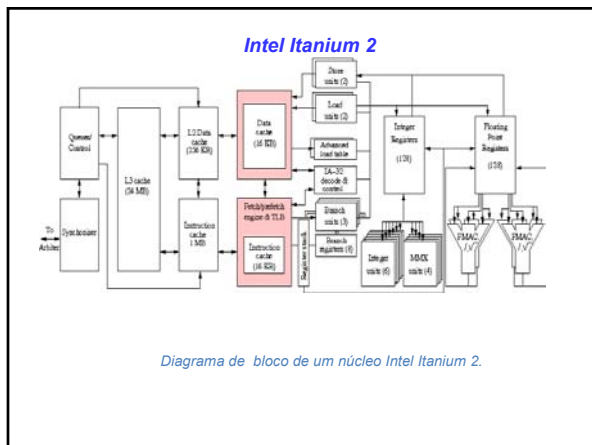 Intel Itanium 2
Store
units (2)
Load
units (2)
Queues/
Control
L3 cache
L2 Data
cache
(256 KB)
Data
cache
(16 KB)
Advanced
load table
IA-32
decode &
control
Integer
Registers
(128)
Floating
Point
Registers
(128)
Fetch/prefetch
engine & TLB
Instruction
cache
(16 KB)
Instruction
cache
1 MB
Branch
units (3)
Branch
registers (8)
Register stack
To
Arbiter
Synchroniser
Integer
units (6)
MMX
units (4)
FMAC
FMAC
Diagrama de bloco de um núcleo Intel Itanium 2.